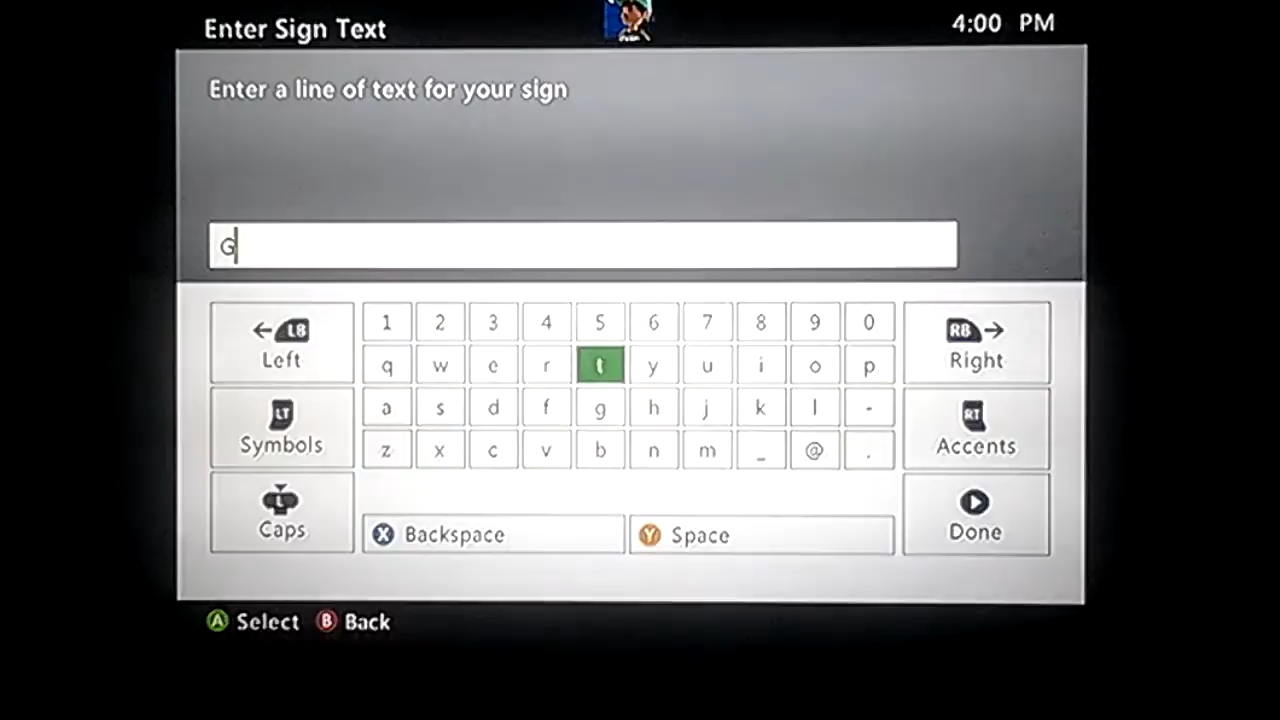 Enter Sign Text 4:00 PM
Enter a line of text for your sign
G
LB RB
Left 1 2 3 4 5 6 7 8 9 0 Right
q w e r t y u i o p
LT RT
Symbols a s d f g h j k l - Accents
z x c v b n m _ @ .
L
Caps X Backspace Y Space Done
A Select B Back